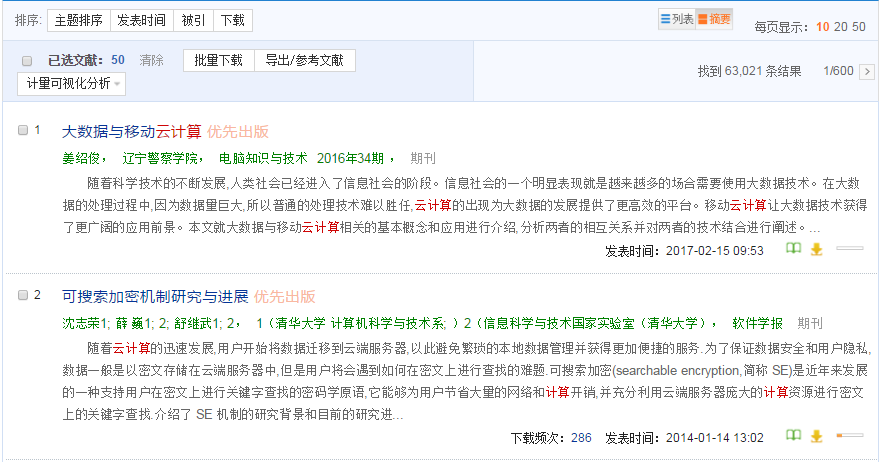 排序: 主题排序 发表时间 被引 下载 列表 摘要 每页显示: 10 20 50
已选文献: 50 清除 批量下载 导出/参考文献 找到 63,021 条结果 1/600 >
计量可视化分析
1 大数据与移动云计算 优先出版
姜绍俊, 辽宁警察学院, 电脑知识与技术 2016年34期, 期刊
随着科学技术的不断发展,人类社会已经进入了信息社会的阶段。信息社会的一个明显表现就是越来越多的场合需要使用大数据技术。在大数
据的处理过程中,因为数据量巨大,所以普通的处理技术难以胜任,云计算的出现为大数据的发展提供了更高效的平台。移动云计算让大数据技术获得
了更广阔的应用前景。本文就大数据与移动云计算相关的基本概念和应用进行介绍,分析两者的相互关系并对两者的技术结合进行阐述。...
发表时间: 2017-02-15 09:53
2 可搜索加密机制研究与进展 优先出版
沈志荣1; 薛 巍1; 2; 舒继武1; 2, 1(清华大学 计算机科学与技术系; )2(信息科学与技术国家实验室(清华大学), 软件学报 期刊
随着云计算的迅速发展,用户开始将数据迁移到云端服务器,以此避免繁琐的本地数据管理并获得更加便捷的服务.为了保证数据安全和用户隐私,
数据一般是以密文存储在云端服务器中,但是用户将会遇到如何在密文上进行查找的难题.可搜索加密(searchable encryption,简称 SE)是近年来发展
的一种支持用户在密文上进行关键字查找的密码学原语,它能够为用户节省大量的网络和计算开销,并充分利用云端服务器庞大的计算资源进行密文
上的关键字查找.介绍了 SE 机制的研究背景和目前的研究进...
下载频次: 286 发表时间: 2014-01-14 13:02